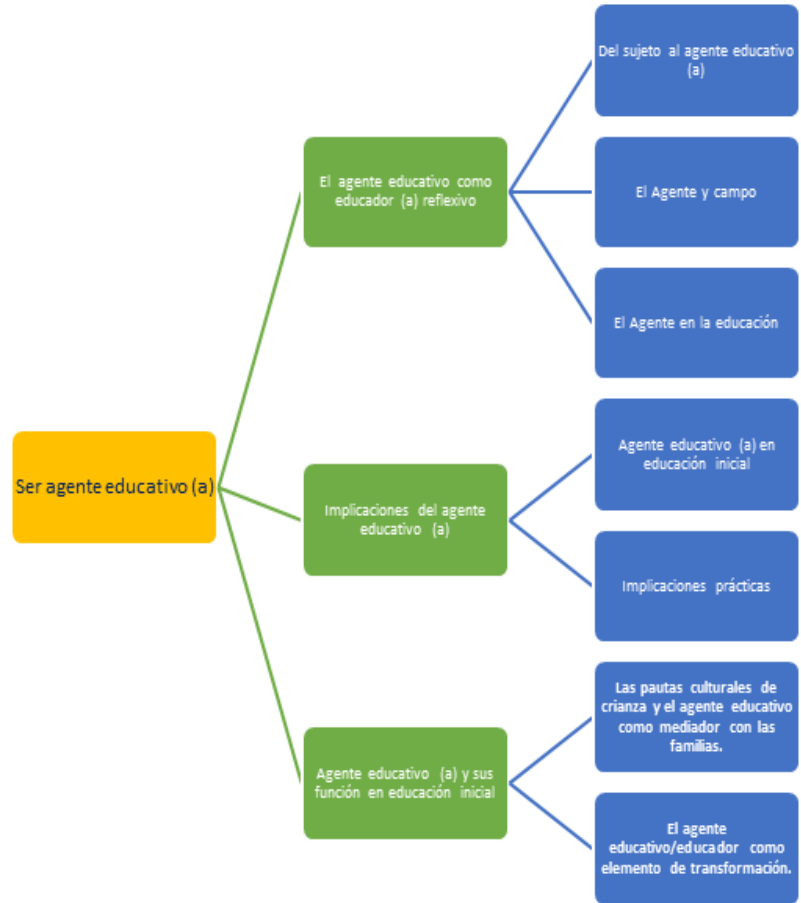 Ser agente educativo (a)
El agente educativo como
educador (a) reflexivo
Del sujeto al agente educativo
(a)
El Agente y campo
El Agente en la educación
Implicaciones del agente
educativo (a)
Agente educativo (a) en
educación inicial
Implicaciones prácticas
Agente educativo (a) y sus
función en educación inicial
Las pautas culturales de
crianza y el agente educativo
como mediador con las
familias.
El agente
educativo/educador como
elemento de transformación.